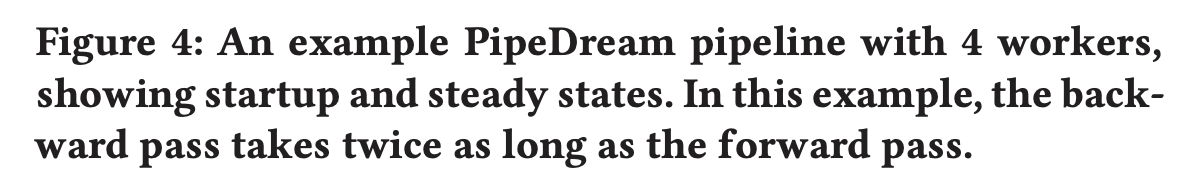 Figure 4: An example PipeDream pipeline with 4 workers,
showing startup and steady states. In this example, the back-
ward pass takes twice as long as the forward pass.